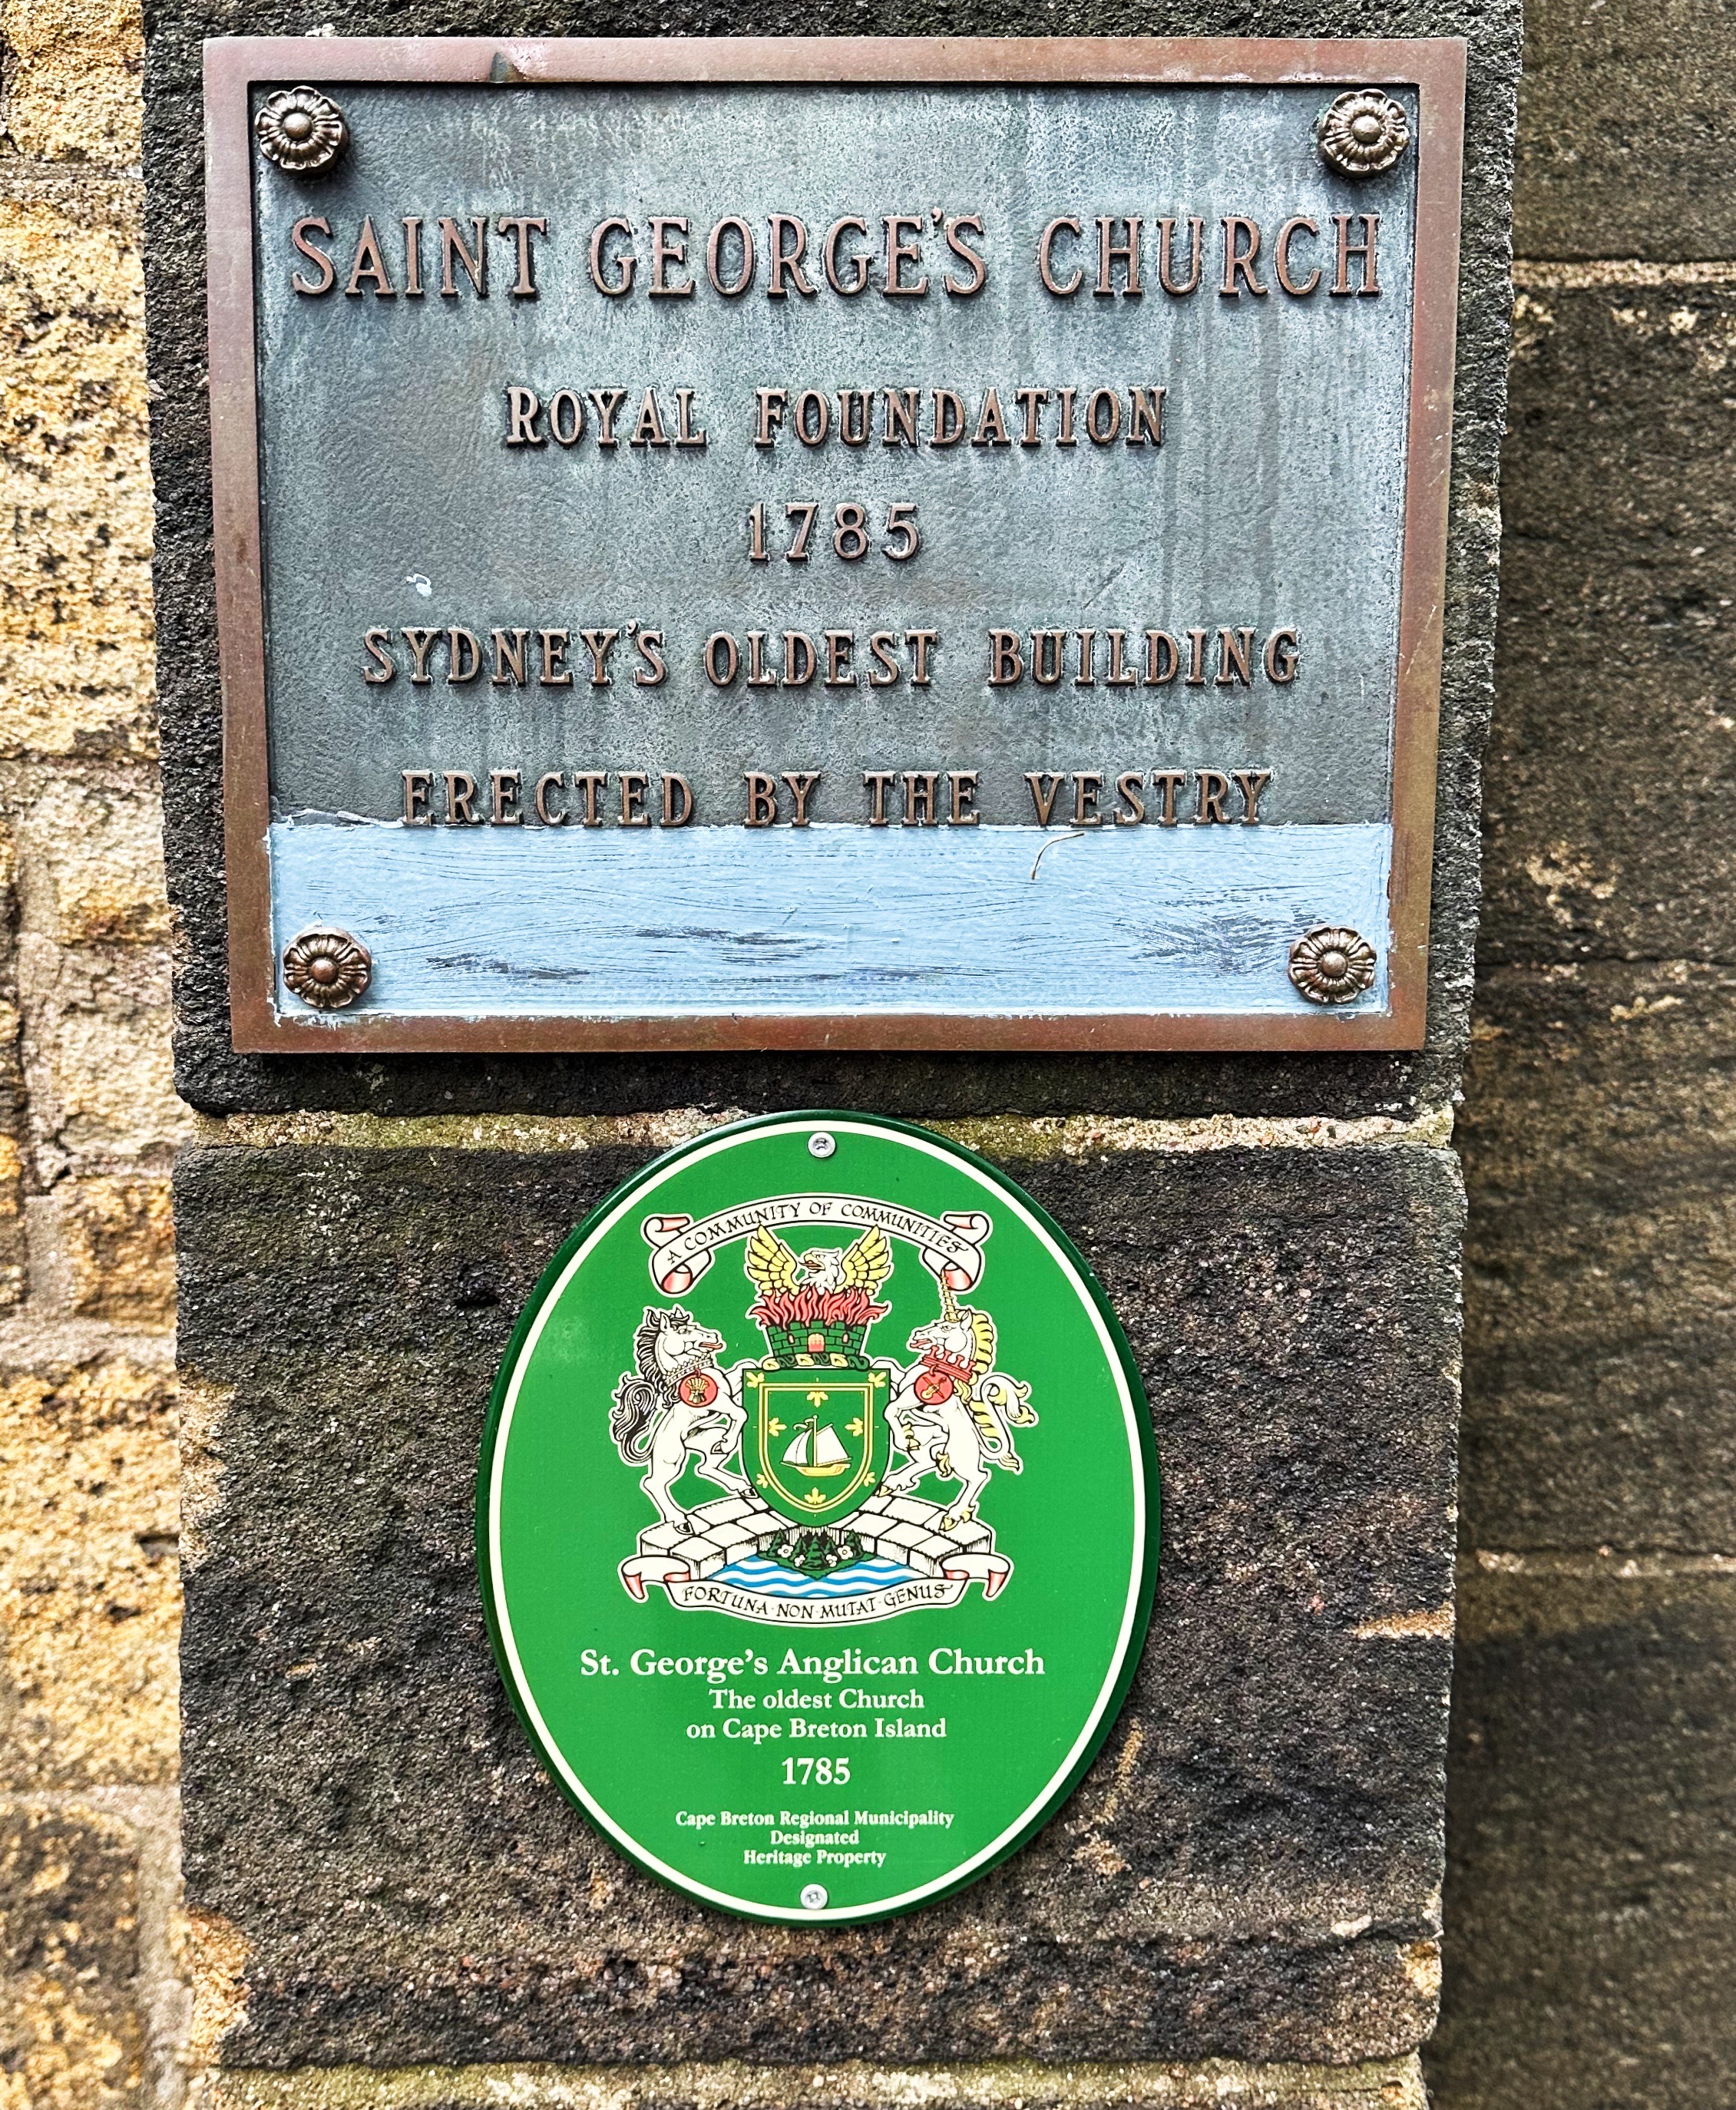 SAINT GEORGE'S CHURCH
ROYAL FOUNDATION
1785
SYDNEY'S OLDEST BUILDING
ERECTED BY THE VESTRY
A COMMUNITY OF COMMUNITIES
FORTUNA·NON·MUTAT·GENUS
St. George's Anglican Church
The oldest Church
on Cape Breton Island
1785
Cape Breton Regional Municipality
Designated
Heritage Property